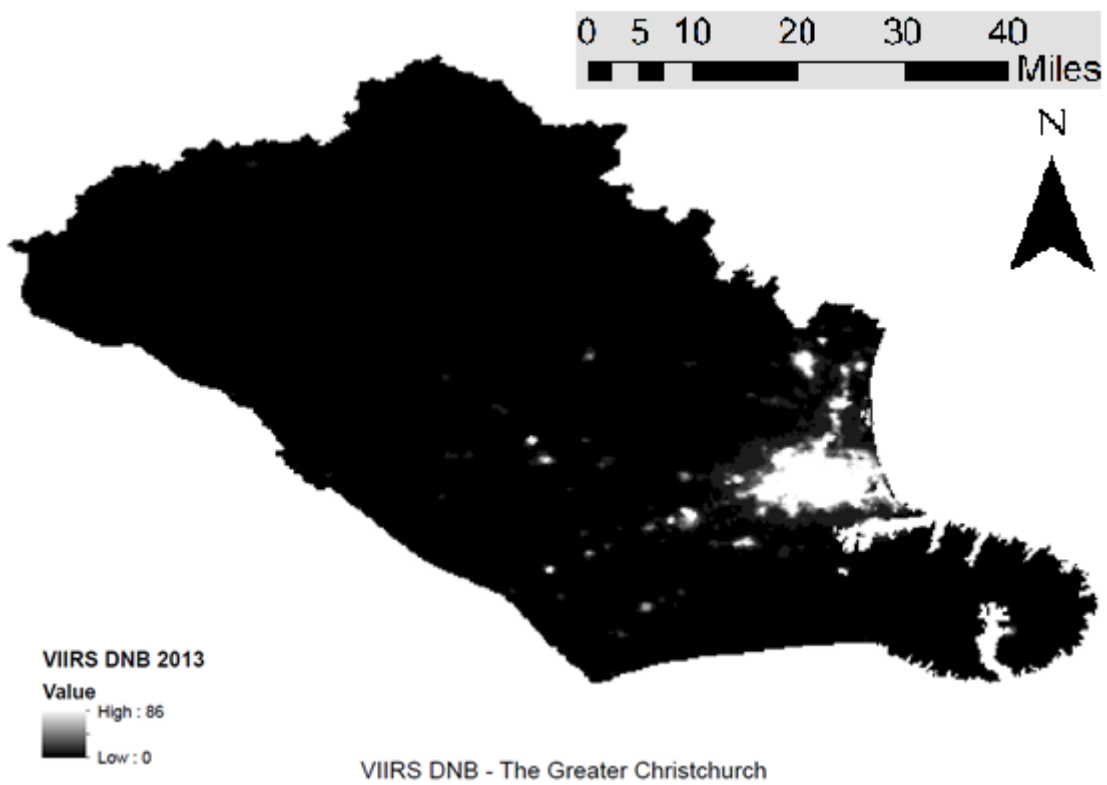 0 5 10 20 30 40
Miles
N
VIIRS DNB 2013
Value
High : 86
Low : 0
VIIRS DNB - The Greater Christchurch